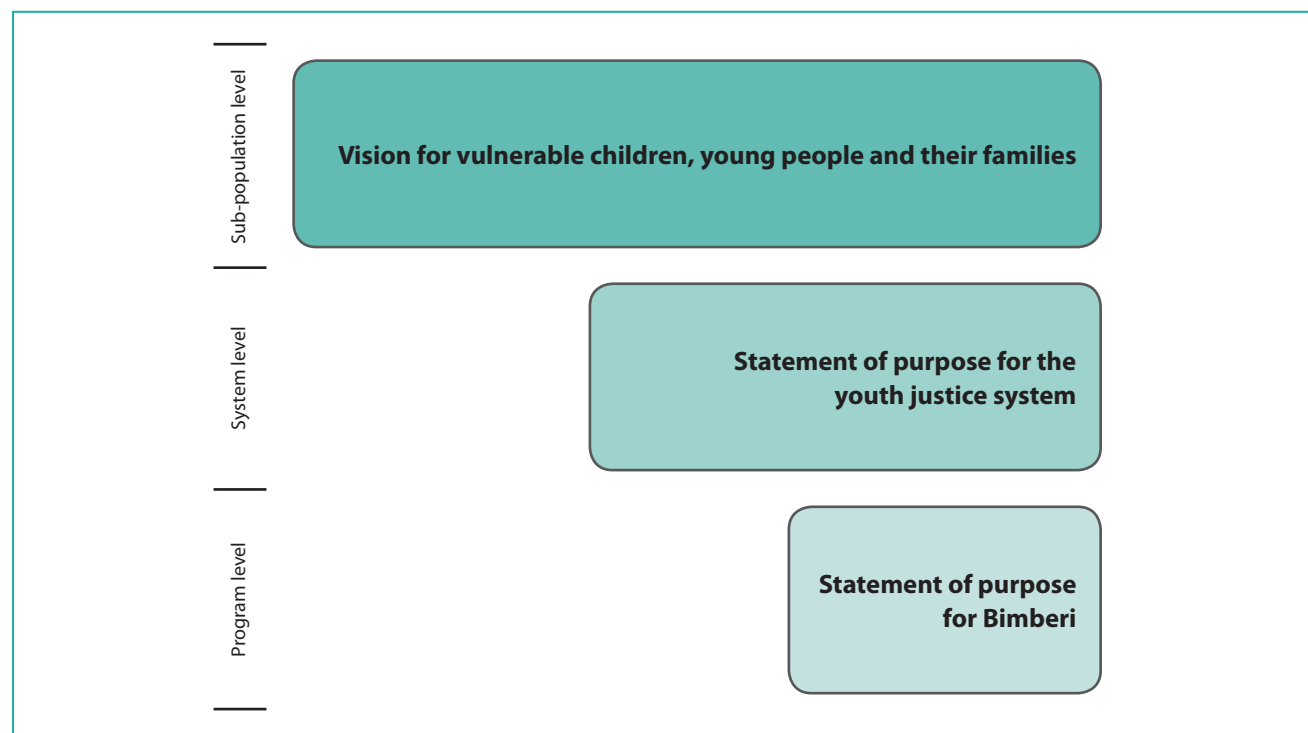 Sub-population level
Vision for vulnerable children, young people and their families
System level
Statement of purpose for the
youth justice system
Program level
Statement of purpose
for Bimberi